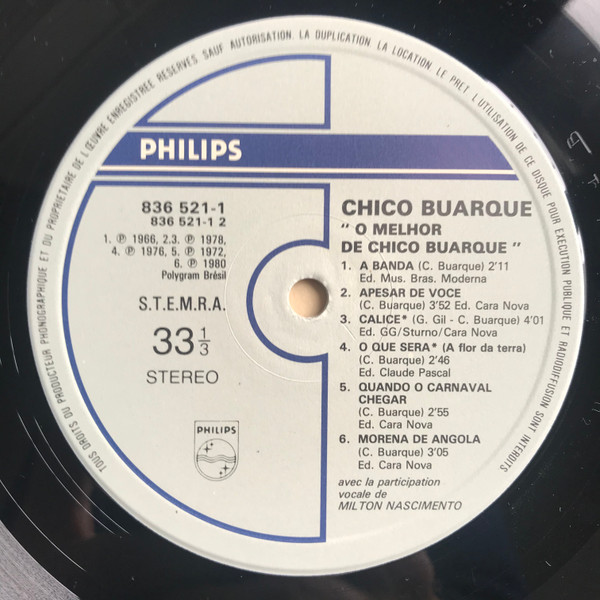 TOUS DROITS DU PRODUCTEUR PHONOGRAPHIQUE ET DU PROPRIETAIRE DE L'ŒUVRE ENREGISTREE RESERVES SAUF AUTORISATION LA DUPLICATION LA LOCATION LE PRET L'UTILISATION DE CE DISQUE POUR EXECUTION PUBLIQUE ET RADIODIFFUSION SONT INTERDITS
PHILIPS
836 521-1
836 521-1 2
1. ℗ 1966, 2.3. ℗ 1978,
4. ℗ 1976, 5. ℗ 1972,
6. ℗ 1980
Polygram Brésil
S.T.E.M.R.A.
33 1/3
STEREO
PHILIPS
CHICO BUARQUE
" O MELHOR
DE CHICO BUARQUE "
1. A BANDA (C. Buarque) 2'11
Ed. Mus. Bras. Moderna
2. APESAR DE VOCE
(C. Buarque) 3'52 Ed. Cara Nova
3. CALICE* (G. Gil - C. Buarque) 4'01
Ed. GG/Sturno/Cara Nova
4. O QUE SERA* (A flor da terra)
(C. Buarque) 2'46
Ed. Claude Pascal
5. QUANDO O CARNAVAL
CHEGAR
(C. Buarque) 2'55
Ed. Cara Nova
6. MORENA DE ANGOLA
(C. Buarque) 3'05
Ed. Cara Nova
avec la participation
vocale de
MILTON NASCIMENTO